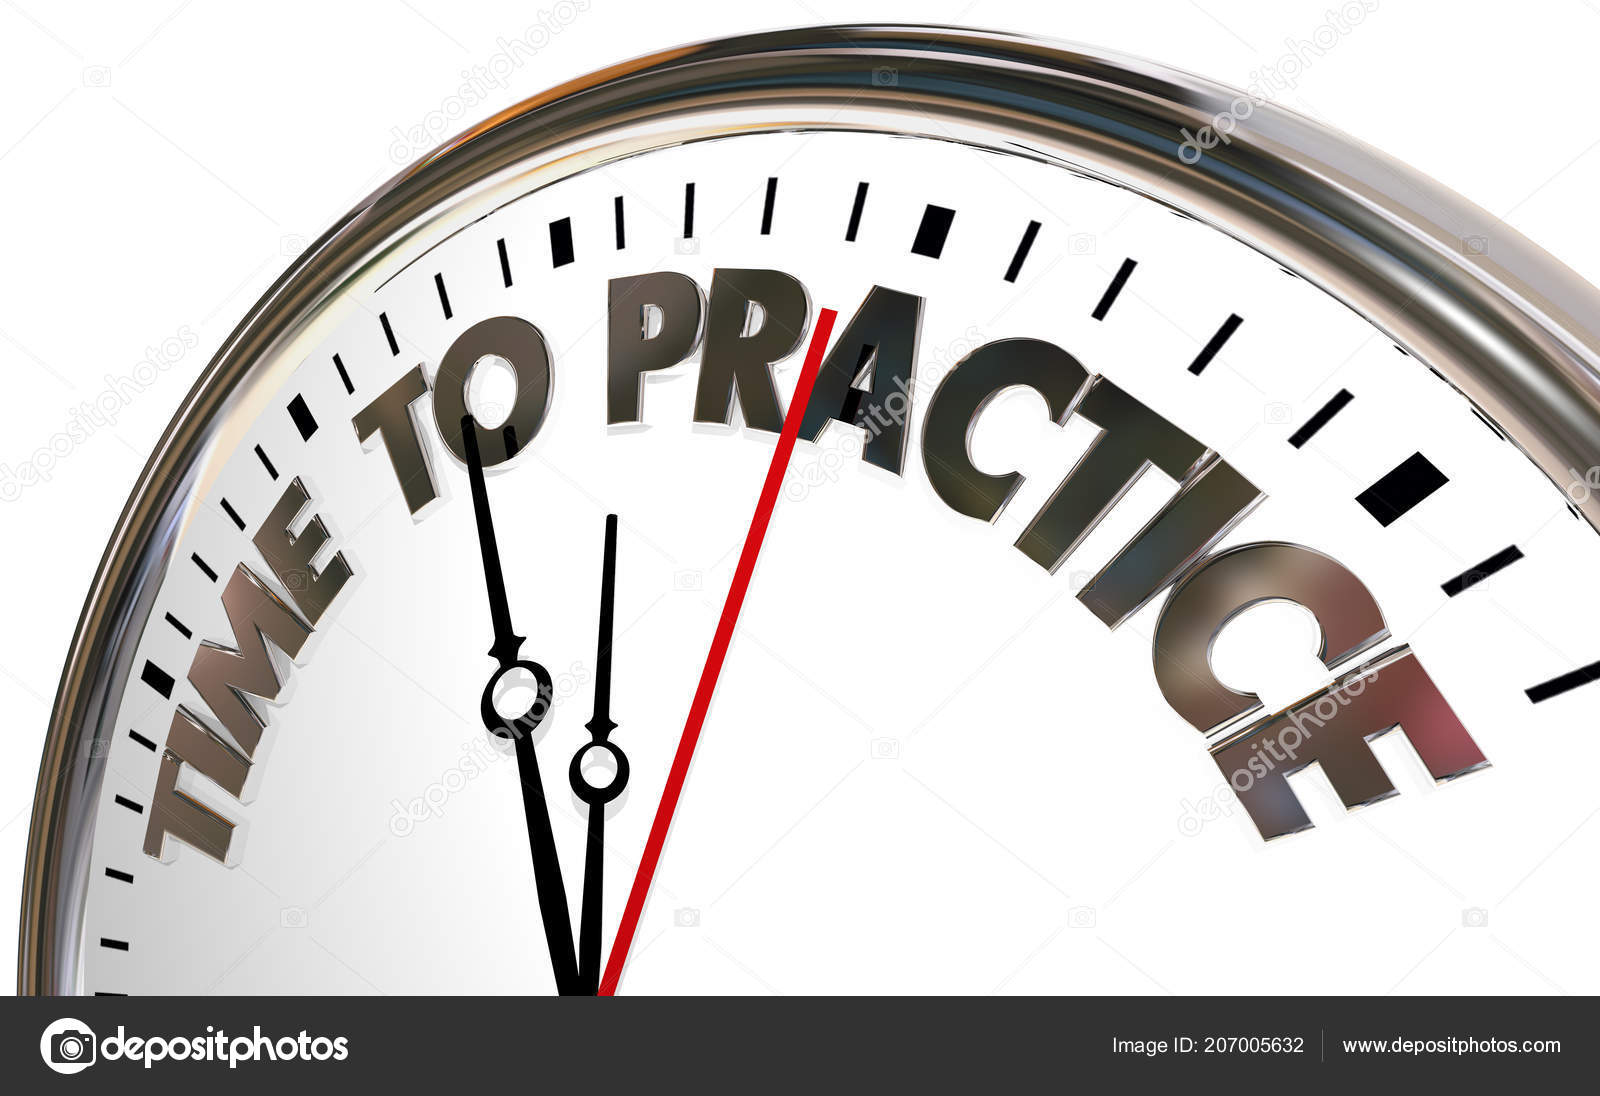 TIME TO PRACTICE
depositphotos
Image ID: 207005632
www.depositphotos.com